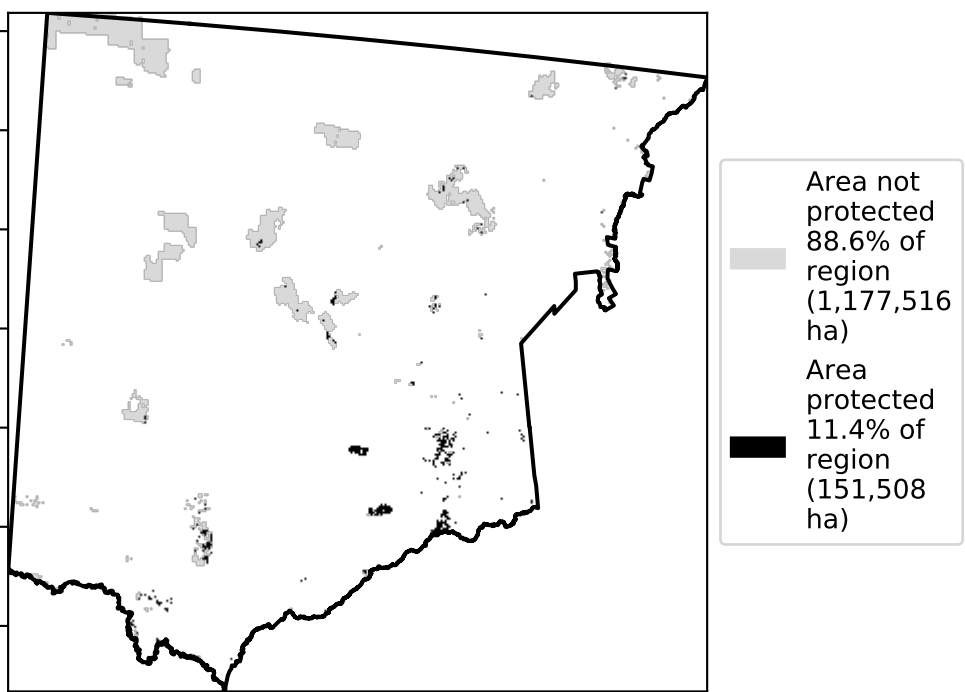 Area not
protected
88.6% of
region
(1,177,516
ha)
Area
protected
11.4% of
region
(151,508
ha)